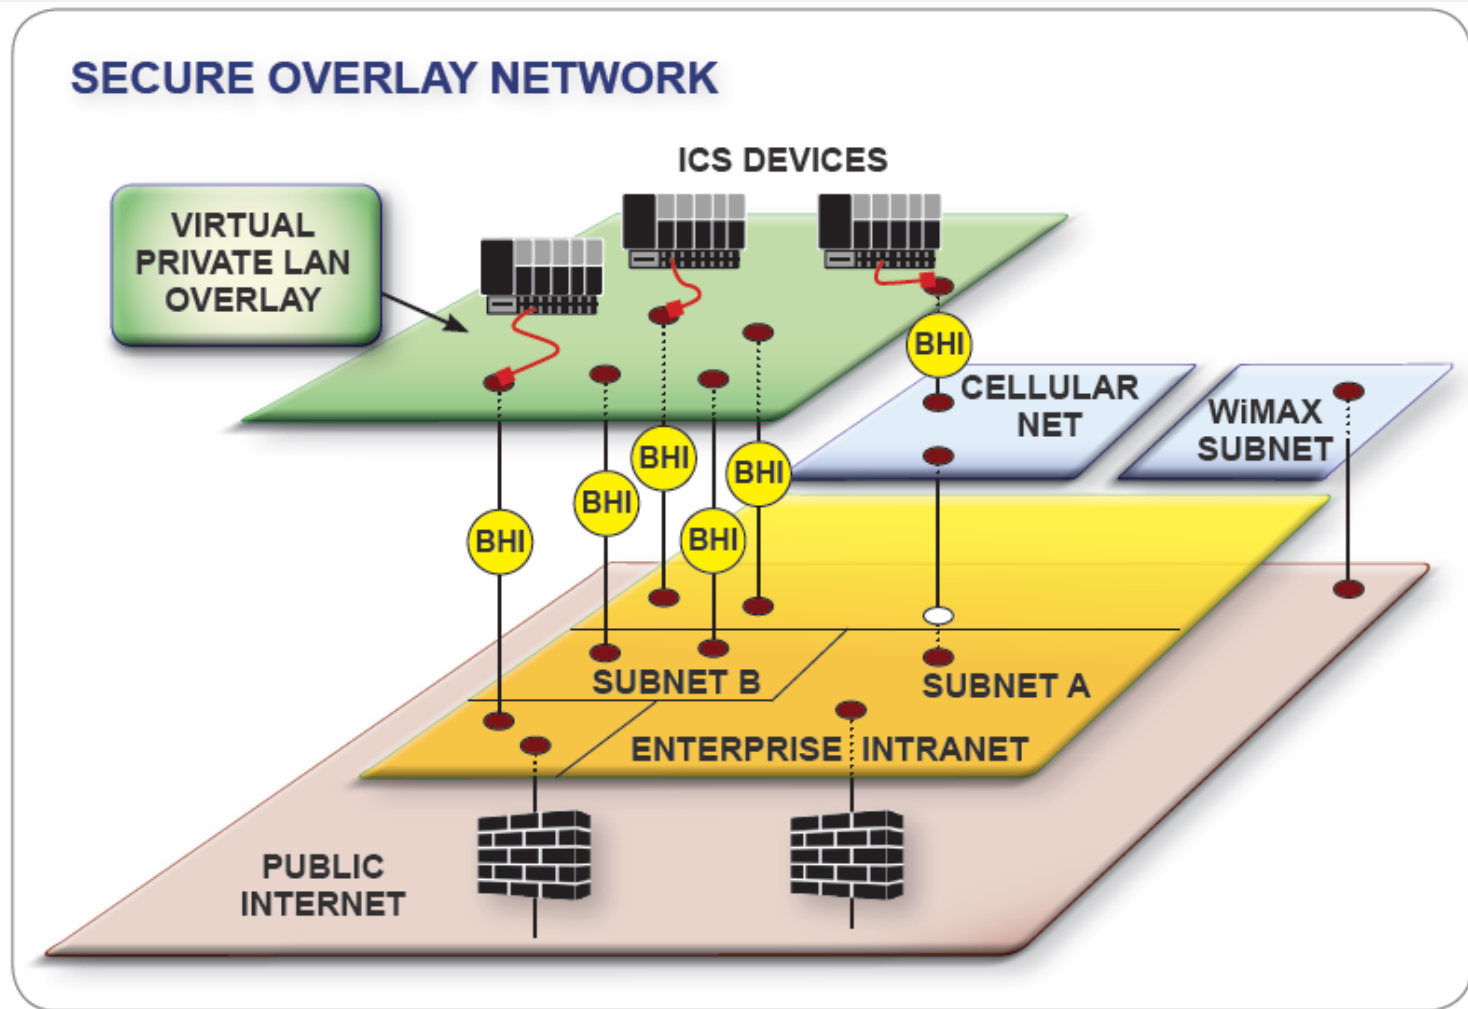 SECURE OVERLAY NETWORK
ICS DEVICES
VIRTUAL
PRIVATE LAN
OVERLAY
BHI
CELLULAR
NET
WiMAX
SUBNET
BHI
BHI
BHI
BHI
BHI
SUBNET B
SUBNET A
ENTERPRISE INTRANET
PUBLIC
INTERNET